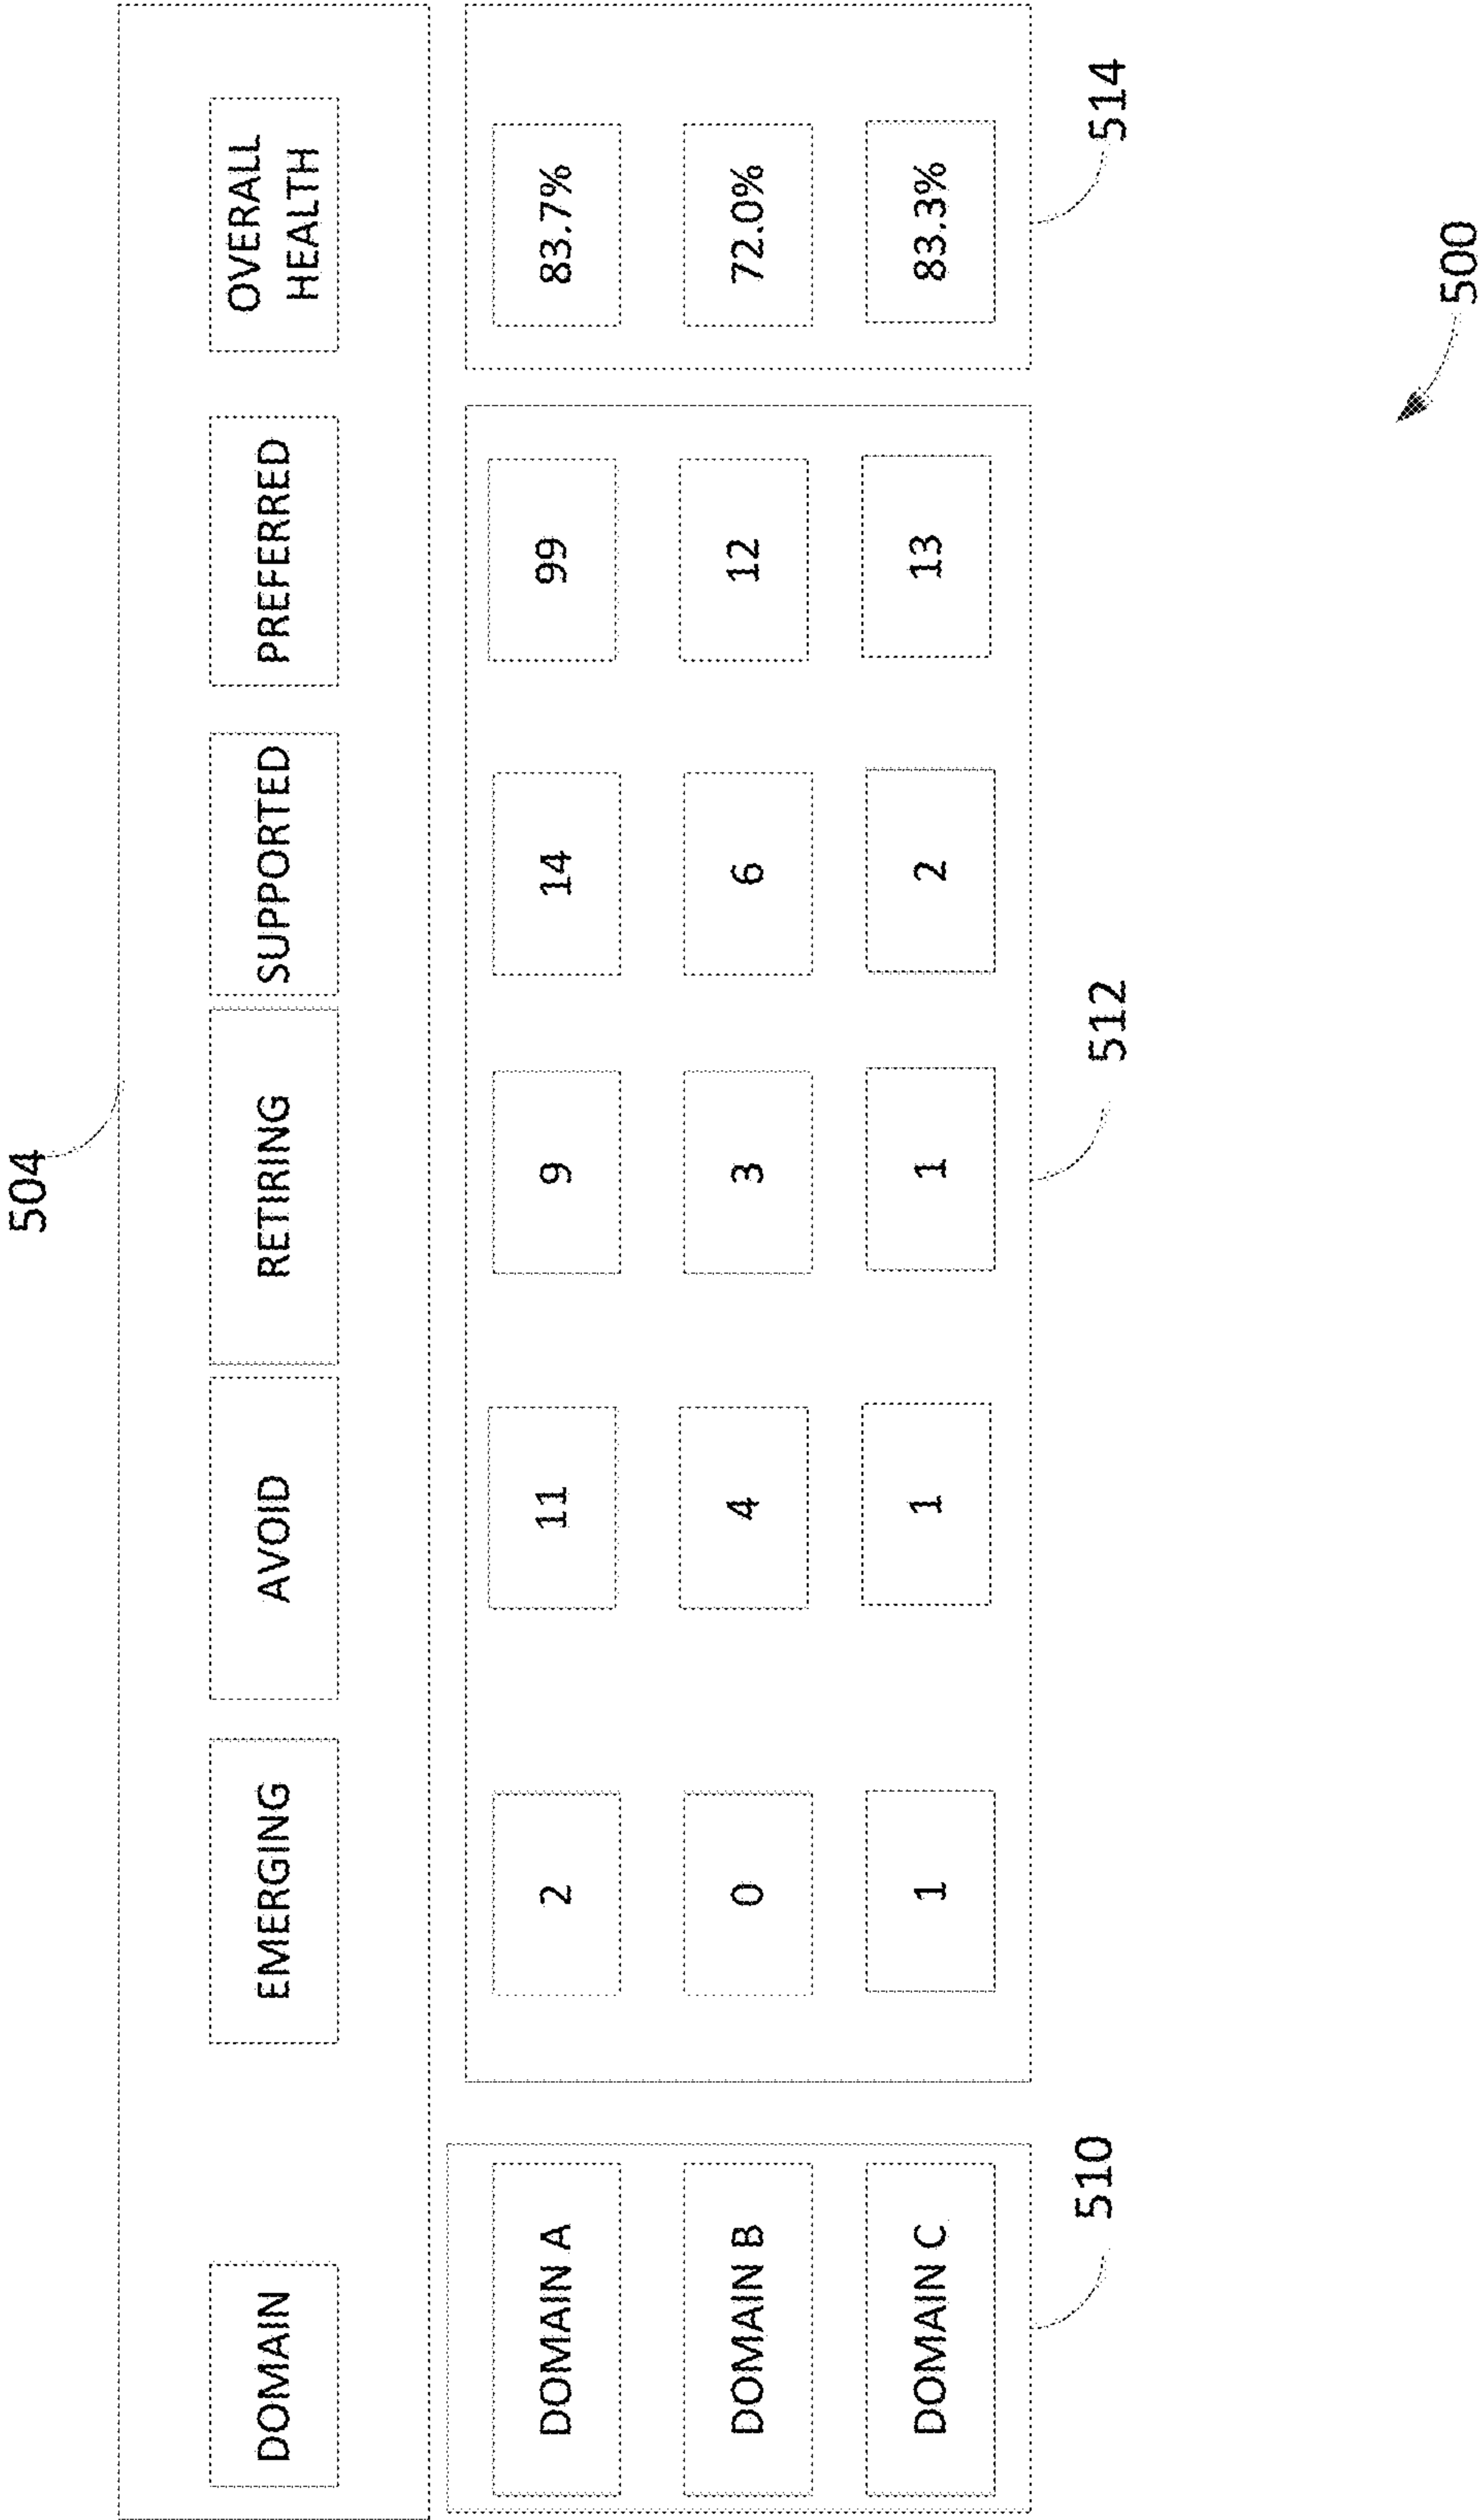 504
DOMAIN EMERGING AVOID RETIRING SUPPORTED PREFERRED OVERALL
HEALTH
DOMAIN A 2 11 9 14 99 83.7%
DOMAIN B 0 4 3 6 12 72.0%
DOMAIN C 1 1 1 2 13 83.3%
510 512 514
500